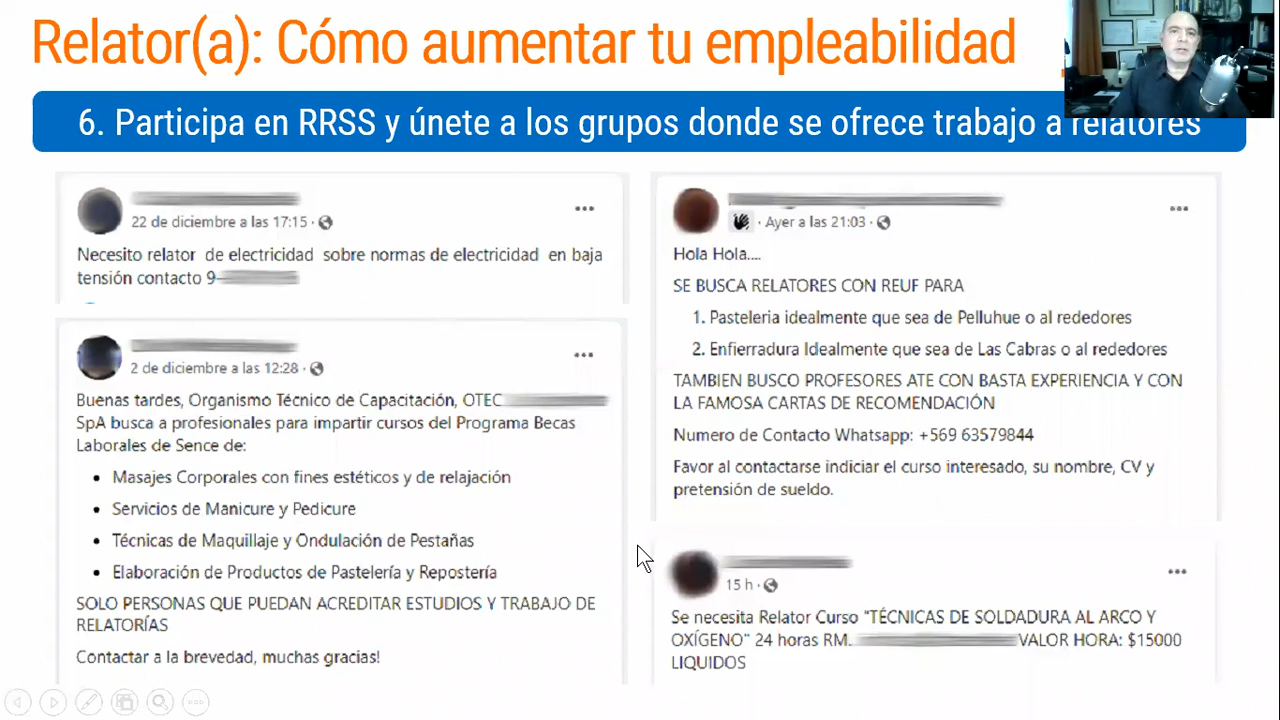 Relator(a): Cómo aumentar tu empleabilidad
6. Participa en RRSS y únete a los grupos donde se ofrece trabajo a relatores
22 de diciembre a las 17:15 ·
Necesito relator de electricidad sobre normas de electricidad en baja
tensión contacto 9-
2 de diciembre a las 12:28 ·
Buenas tardes, Organismo Técnico de Capacitación, OTEC
SpA busca a profesionales para impartir cursos del Programa Becas
Laborales de Sence de:
• Masajes Corporales con fines estéticos y de relajación
• Servicios de Manicure y Pedicure
• Técnicas de Maquillaje y Ondulación de Pestañas
• Elaboración de Productos de Pastelería y Repostería
SOLO PERSONAS QUE PUEDAN ACREDITAR ESTUDIOS Y TRABAJO DE
RELATORÍAS
Contactar a la brevedad, muchas gracias!
· Ayer a las 21:03 ·
Hola Hola....
SE BUSCA RELATORES CON REUF PARA
1. Pasteleria idealmente que sea de Pelluhue o al rededores
2. Enfierradura Idealmente que sea de Las Cabras o al rededores
TAMBIEN BUSCO PROFESORES ATE CON BASTA EXPERIENCIA Y CON
LA FAMOSA CARTAS DE RECOMENDACIÓN
Numero de Contacto Whatsapp: +569 63579844
Favor al contactarse indiciar el curso interesado, su nombre, CV y
pretensión de sueldo.
15 h ·
Se necesita Relator Curso "TÉCNICAS DE SOLDADURA AL ARCO Y
OXÍGENO" 24 horas RM. VALOR HORA: $15000
LIQUIDOS